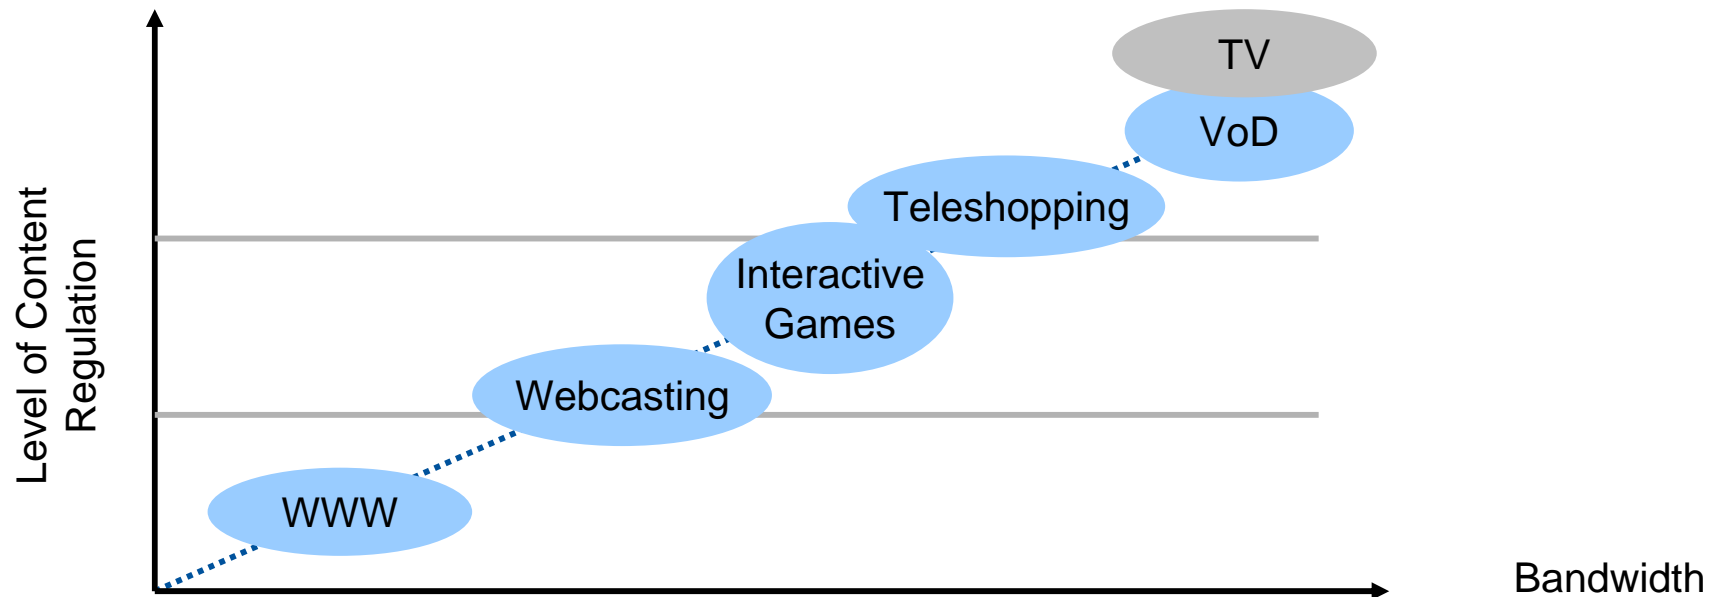 TV
VoD
Teleshopping
Interactive
Games
Webcasting
WWW
Level of Content
Regulation
Bandwidth